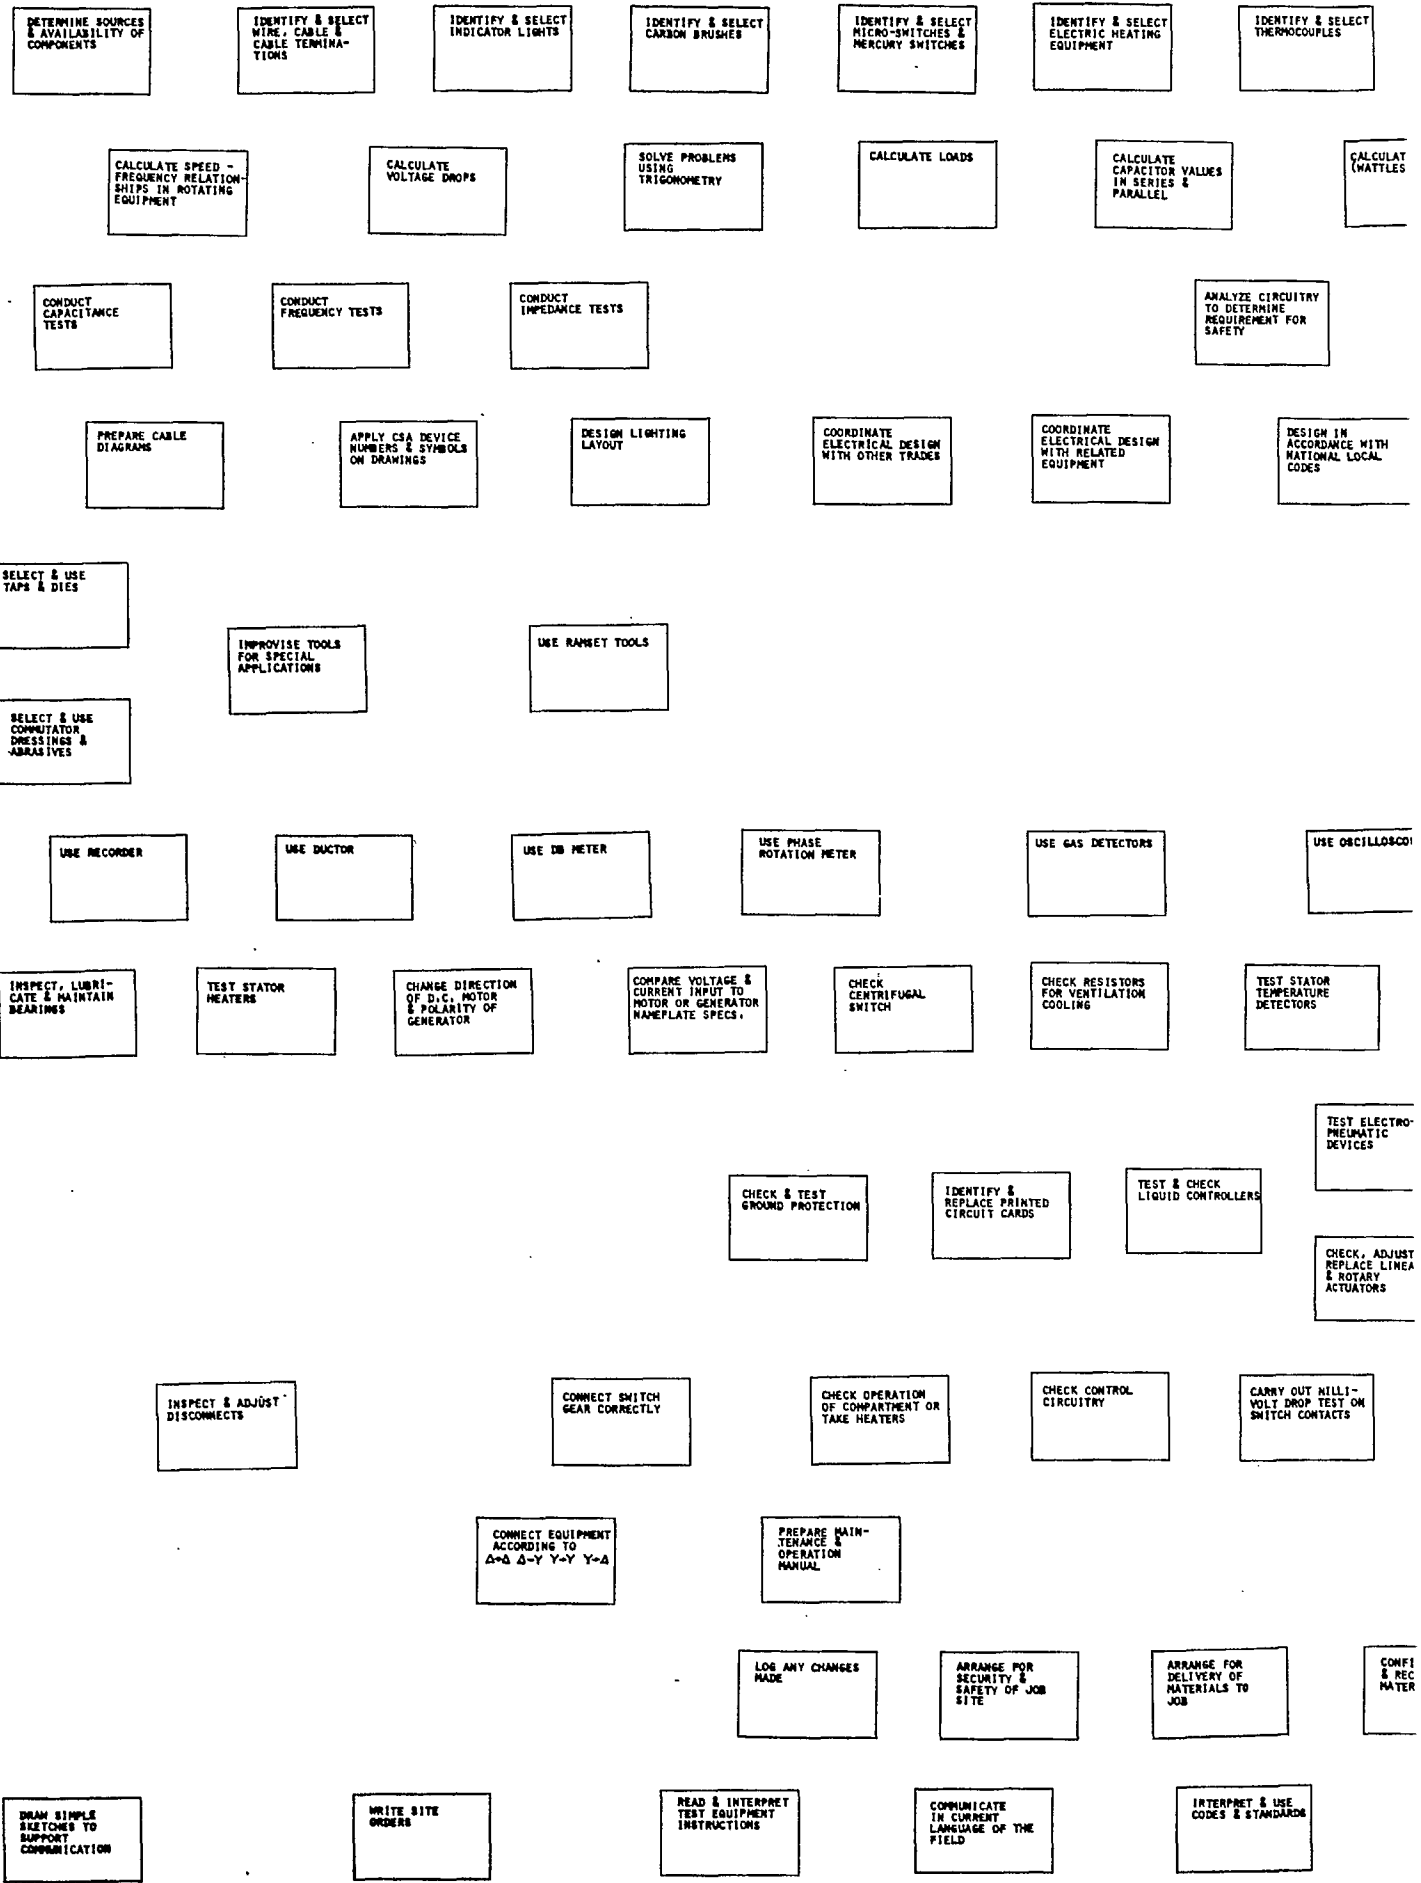 DETERMINE SOURCES
& AVAILABILITY OF
COMPONENTS
IDENTIFY & SELECT
WIRE, CABLE &
CABLE TERMINA-
TIONS
IDENTIFY & SELECT
INDICATOR LIGHTS
IDENTIFY & SELECT
CARBON BRUSHES
IDENTIFY & SELECT
MICRO-SWITCHES &
MERCURY SWITCHES
IDENTIFY & SELECT
ELECTRIC HEATING
EQUIPMENT
IDENTIFY & SELECT
THERMOCOUPLES
CALCULATE SPEED -
FREQUENCY RELATION-
SHIPS IN ROTATING
EQUIPMENT
CALCULATE
VOLTAGE DROPS
SOLVE PROBLEMS
USING
TRIGONOMETRY
CALCULATE LOADS
CALCULATE
CAPACITOR VALUES
IN SERIES &
PARALLEL
CALCULAT
(WATTLES
CONDUCT
CAPACITANCE
TESTS
CONDUCT
FREQUENCY TESTS
CONDUCT
IMPEDANCE TESTS
ANALYZE CIRCUITRY
TO DETERMINE
REQUIREMENT FOR
SAFETY
PREPARE CABLE
DIAGRAMS
APPLY CSA DEVICE
NUMBERS & SYMBOLS
ON DRAWINGS
DESIGN LIGHTING
LAYOUT
COORDINATE
ELECTRICAL DESIGN
WITH OTHER TRADES
COORDINATE
ELECTRICAL DESIGN
WITH RELATED
EQUIPMENT
DESIGN IN
ACCORDANCE WITH
NATIONAL LOCAL
CODES
SELECT & USE
TAPS & DIES
IMPROVISE TOOLS
FOR SPECIAL
APPLICATIONS
USE RAMSET TOOLS
SELECT & USE
COMMUTATOR
DRESSINGS &
ABRASIVES
USE RECORDER
USE DUCTOR
USE DB METER
USE PHASE
ROTATION METER
USE GAS DETECTORS
USE OSCILLOSCO
INSPECT, LUBRI-
CATE & MAINTAIN
BEARINGS
TEST STATOR
HEATERS
CHANGE DIRECTION
OF D.C. MOTOR
& POLARITY OF
GENERATOR
COMPARE VOLTAGE &
CURRENT INPUT TO
MOTOR OR GENERATOR
NAMEPLATE SPECS.
CHECK
CENTRIFUGAL
SWITCH
CHECK RESISTORS
FOR VENTILATION
COOLING
TEST STATOR
TEMPERATURE
DETECTORS
TEST ELECTRO-
PNEUMATIC
DEVICES
CHECK & TEST
GROUND PROTECTION
IDENTIFY &
REPLACE PRINTED
CIRCUIT CARDS
TEST & CHECK
LIQUID CONTROLLERS
CHECK, ADJUST
REPLACE LINEA
& ROTARY
ACTUATORS
INSPECT & ADJUST
DISCONNECTS
CONNECT SWITCH
GEAR CORRECTLY
CHECK OPERATION
OF COMPARTMENT OR
TAKE HEATERS
CHECK CONTROL
CIRCUITRY
CARRY OUT MILLI-
VOLT DROP TEST ON
SWITCH CONTACTS
CONNECT EQUIPMENT
ACCORDING TO
Δ→Δ Δ→Y Y→Y Y→Δ
PREPARE MAIN-
TENANCE &
OPERATION
MANUAL
LOG ANY CHANGES
MADE
ARRANGE FOR
SECURITY &
SAFETY OF JOB
SITE
ARRANGE FOR
DELIVERY OF
MATERIALS TO
JOB
CONFI
& REC
MATER
DRAW SIMPLE
SKETCHES TO
SUPPORT
COMMUNICATION
WRITE SITE
ORDERS
READ & INTERPRET
TEST EQUIPMENT
INSTRUCTIONS
COMMUNICATE
IN CURRENT
LANGUAGE OF THE
FIELD
INTERPRET & USE
CODES & STANDARDS